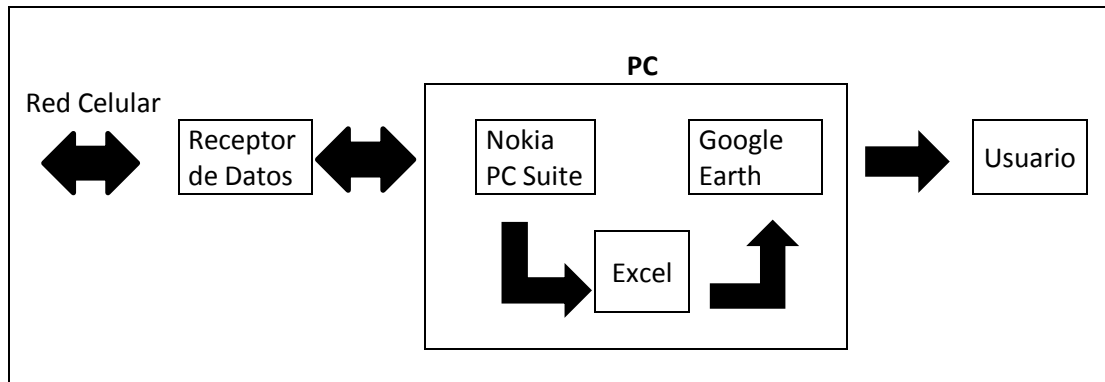 PC
Red Celular
Receptor
de Datos
Nokia
PC Suite
Google
Earth
Usuario
Excel